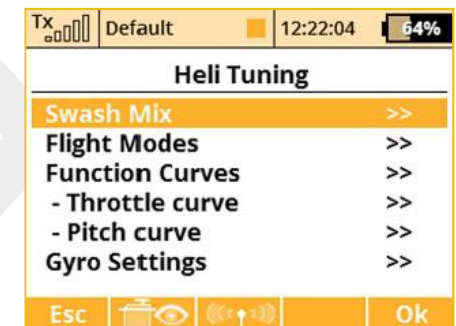 Tx Default 12:22:04 64%
Heli Tuning
Swash Mix >>
Flight Modes >>
Function Curves >>
- Throttle curve >>
- Pitch curve >>
Gyro Settings >>
Esc Ok